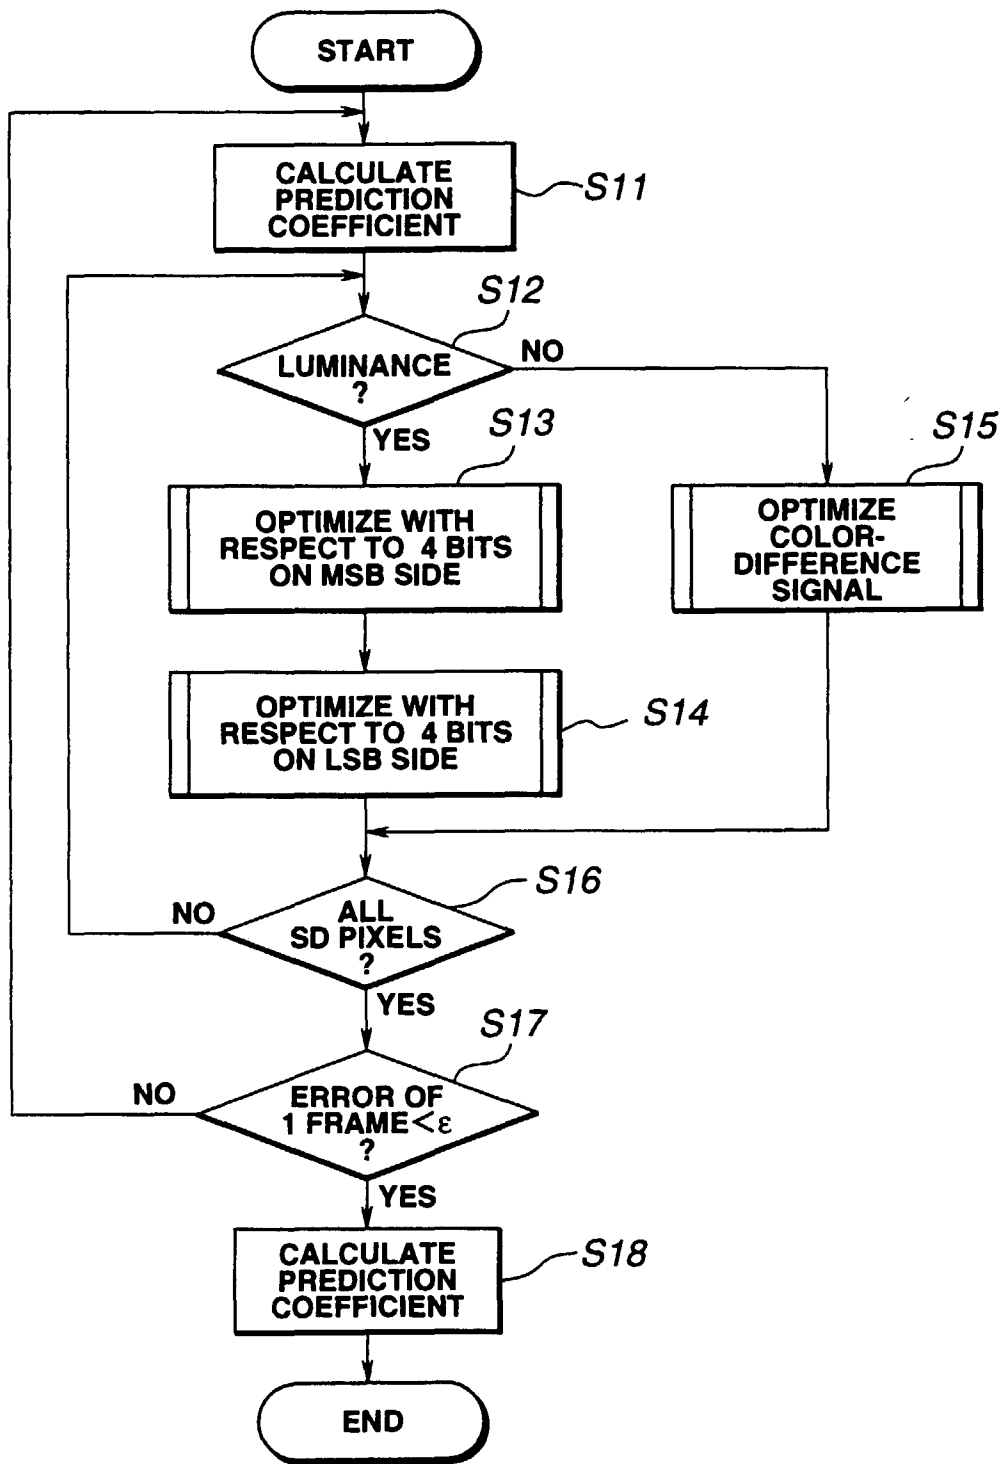 START
CALCULATE
PREDICTION
COEFFICIENT
S11
S12
LUMINANCE
?
NO
YES
S13
S15
OPTIMIZE WITH
RESPECT TO 4 BITS
ON MSB SIDE
OPTIMIZE
COLOR-
DIFFERENCE
SIGNAL
OPTIMIZE WITH
RESPECT TO 4 BITS
ON LSB SIDE
S14
S16
NO
ALL
SD PIXELS
?
YES
S17
NO
ERROR OF
1 FRAME<ε
?
YES
CALCULATE
PREDICTION
COEFFICIENT
S18
END